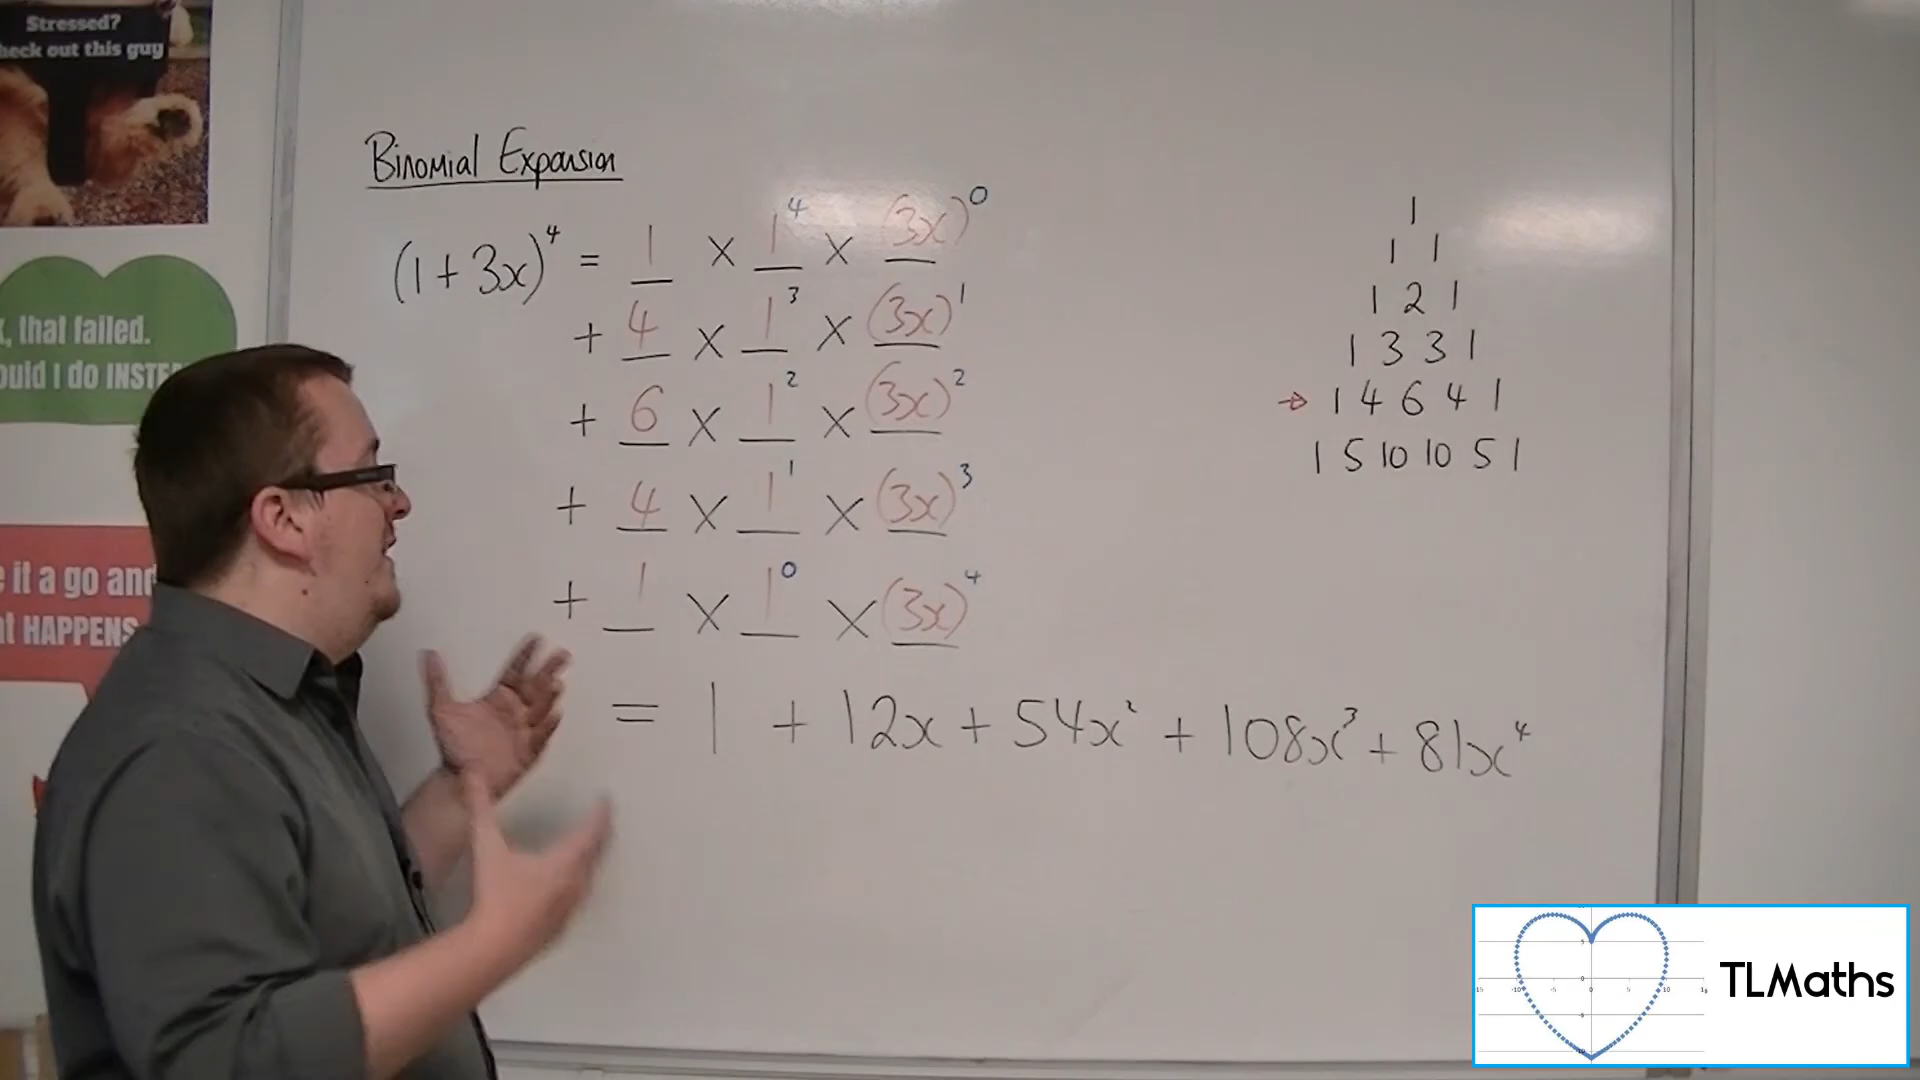 Stressed?
heck out this guy
k, that failed.
ould I do INSTE
e it a go and
at HAPPENS
Binomial Expansion
(1+3x)⁴ = 1 × 1⁴ × (3x)⁰
+ 4 × 1³ × (3x)¹
+ 6 × 1² × (3x)²
+ 4 × 1¹ × (3x)³
+ 1 × 1⁰ × (3x)⁴
= 1 + 12x + 54x² + 108x³ + 81x⁴
1
1 1
1 2 1
1 3 3 1
→ 1 4 6 4 1
1 5 10 10 5 1
TLMaths